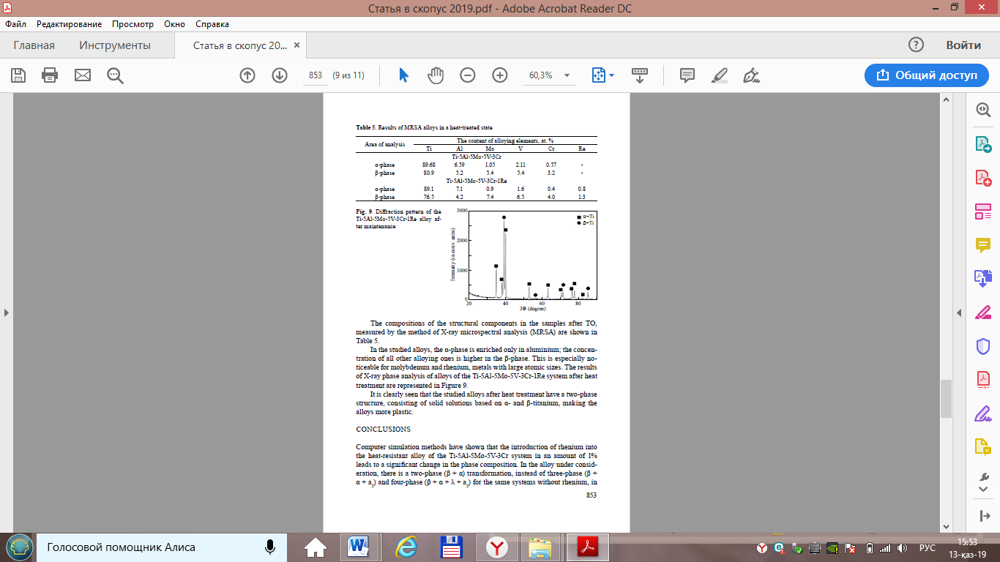 Статья в скопус 2019.pdf - Adobe Acrobat Reader DC
Файл Редактирование Просмотр Окно Справка
Главная Инструменты Статья в скопус 20... × Войти
853 (9 из 11) 60,3% Общий доступ
Table 5. Results of MRSA alloys in a heat-treated state
Area of analysis The content of alloying elements, at. %
Ti Al Mo V Cr Re
Ti-5Al-5Mo-5V-3Cr
α-phase 89.68 6.59 1.05 2.11 0.57 -
β-phase 80.9 5.2 5.4 5.4 3.2 -
Ti-5Al-5Mo-5V-3Cr-1Re
α-phase 89.1 7.1 0.9 1.6 0.4 0.8
β-phase 76.5 4.2 7.4 6.5 4.0 1.3
Fig. 9. Diffraction pattern of the
Ti-5Al-5Mo-5V-3Cr-1Re alloy af-
ter maintenance
3000
2000
1000
0
Intensity (in conv. units)
α–Ti
β–Ti
20 40 60 80
2Θ (degree)
The compositions of the structural components in the samples after TO,
measured by the method of X-ray microspectral analysis (MRSA) are shown in
Table 5.
In the studied alloys, the α-phase is enriched only in aluminium; the concen-
tration of all other alloying ones is higher in the β-phase. This is especially no-
ticeable for molybdenum and rhenium, metals with large atomic sizes. The results
of X-ray phase analysis of alloys of the Ti-5Al-5Mo-5V-3Cr-1Re system after heat
treatment are represented in Figure 9.
It is clearly seen that the studied alloys after heat treatment have a two-phase
structure, consisting of solid solutions based on α- and β-titanium, making the
alloys more plastic.
CONCLUSIONS
Computer simulation methods have shown that the introduction of rhenium into
the heat-resistant alloy of the Ti-5Al-5Mo-5V-3Cr system in an amount of 1%
leads to a significant change in the phase composition. In the alloy under consid-
eration, there is a two-phase (β + α) transformation, instead of three-phase (β +
α + a2) and four-phase (β + α + λ + a2) for the same systems without rhenium, in
853
Голосовой помощник Алиса
РУС
15:53
13-қаз-19